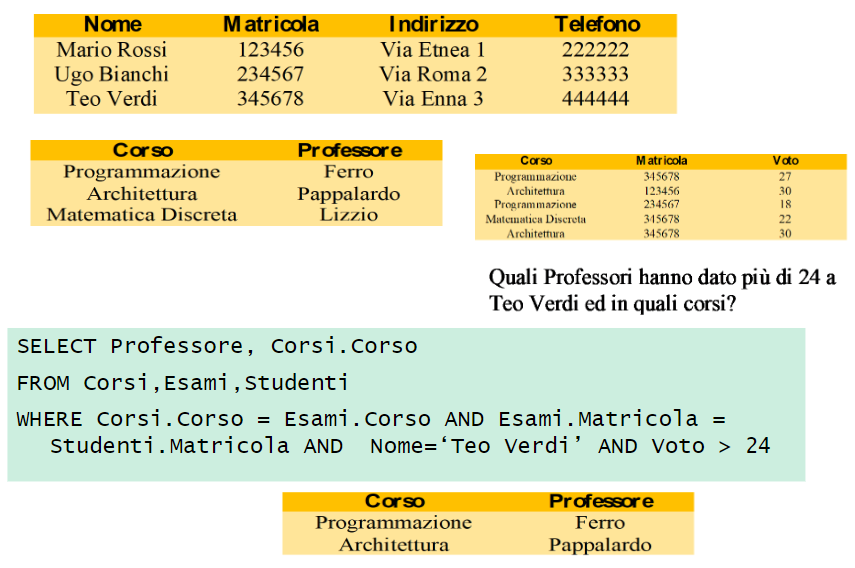 Nome Matricola Indirizzo Telefono
Mario Rossi 123456 Via Etnea 1 222222
Ugo Bianchi 234567 Via Roma 2 333333
Teo Verdi 345678 Via Enna 3 444444
Corso Professore
Programmazione Ferro
Architettura Pappalardo
Matematica Discreta Lizzio
Corso Matricola Voto
Programmazione 345678 27
Architettura 123456 30
Programmazione 234567 18
Matematica Discreta 345678 22
Architettura 345678 30
Quali Professori hanno dato più di 24 a
Teo Verdi ed in quali corsi?
SELECT Professore, Corsi.Corso
FROM Corsi,Esami,Studenti
WHERE Corsi.Corso = Esami.Corso AND Esami.Matricola =
Studenti.Matricola AND Nome=‘Teo Verdi’ AND Voto > 24
Corso Professore
Programmazione Ferro
Architettura Pappalardo